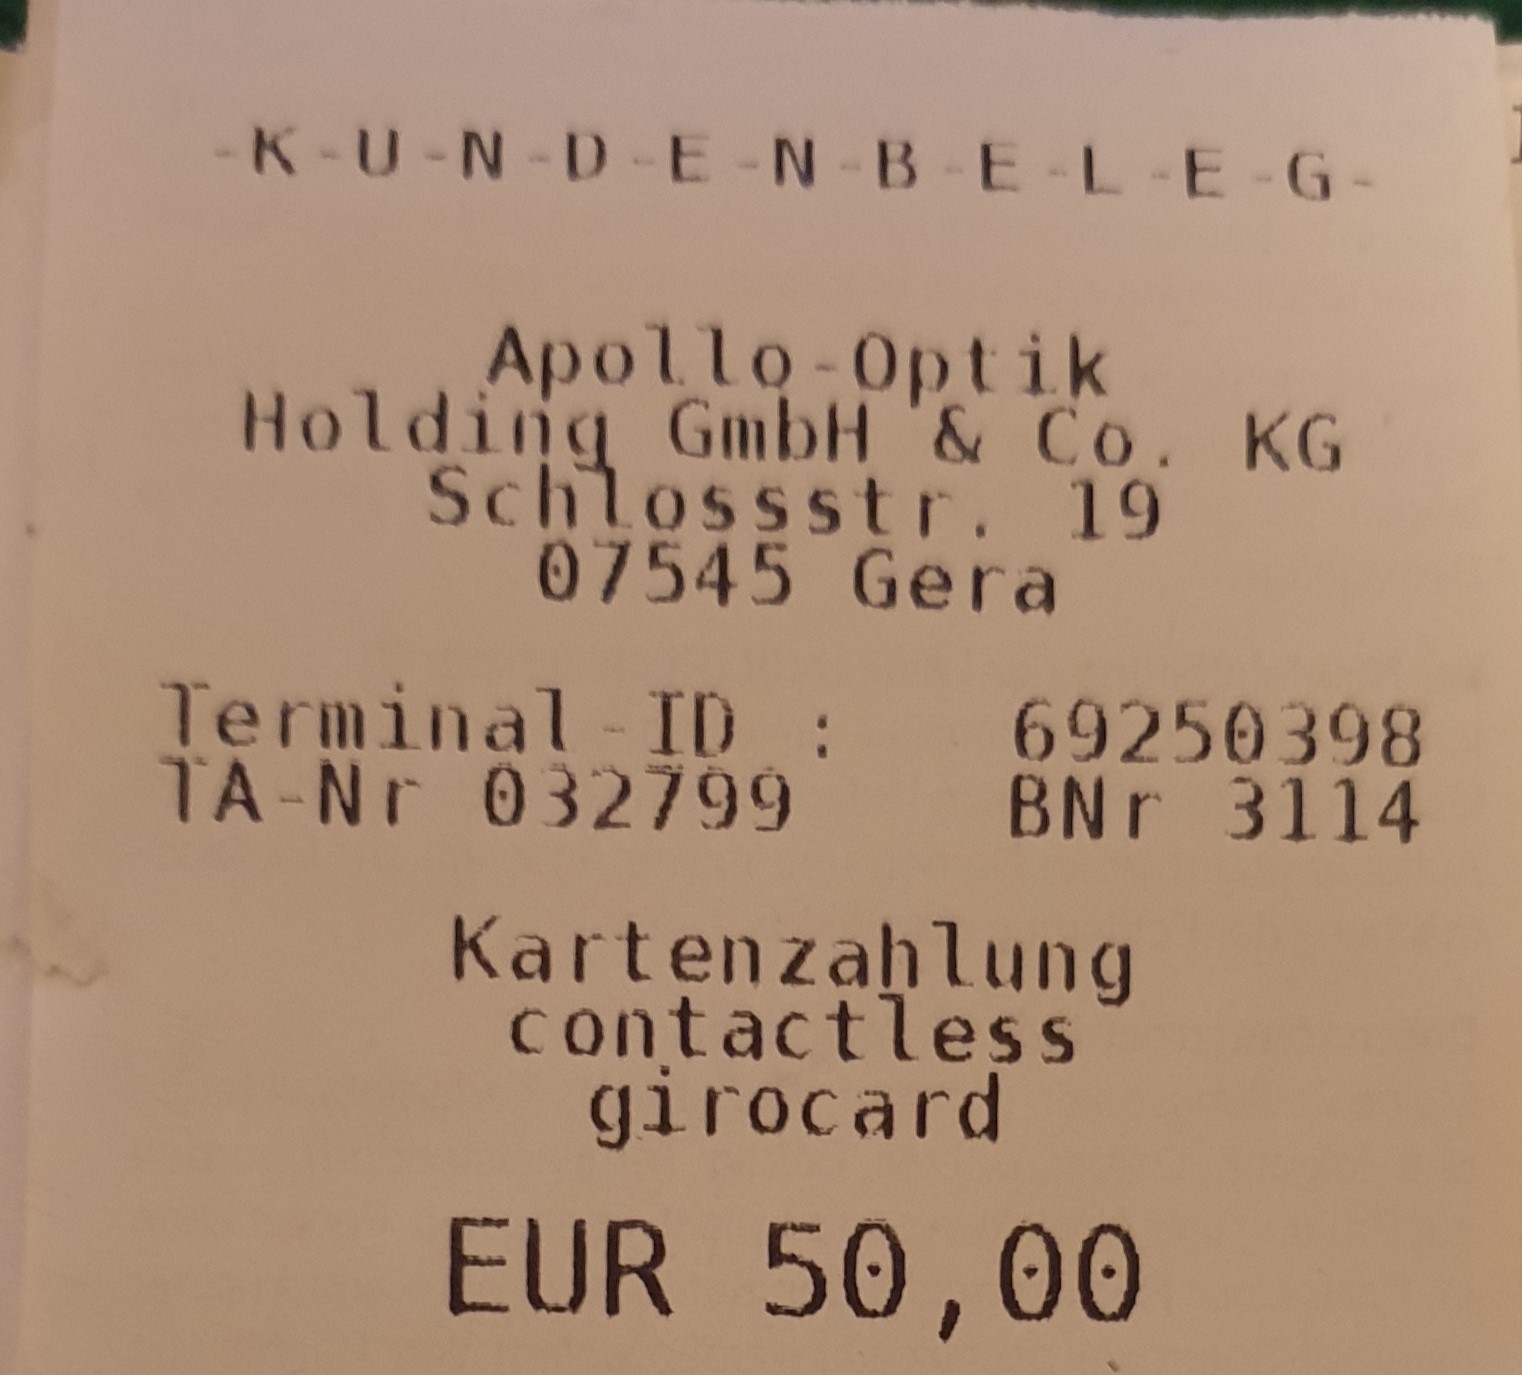 -K-U-N-D-E-N-B-E-L-E-G-
Apollo-Optik
Holding GmbH & Co. KG
Schlossstr. 19
07545 Gera
Terminal-ID : 69250398
TA-Nr 032799 BNr 3114
Kartenzahlung
contactless
girocard
EUR 50,00